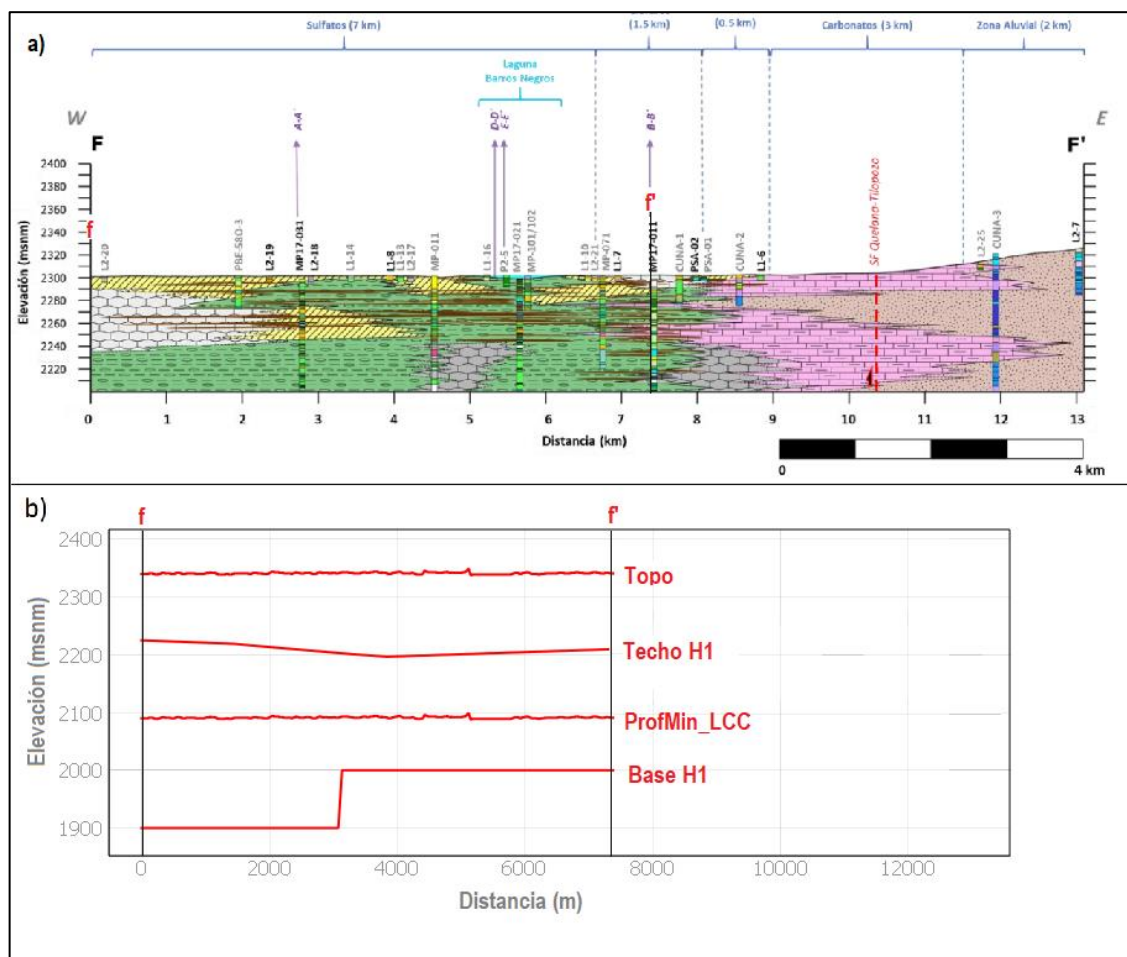 a)
Sulfatos (7 km)
(1.5 km)
(0.5 km)
Carbonatos (3 km)
Zona Aluvial (2 km)
Laguna
Barros Negros
W
E
F
F'
A-A'
D-D'
E-E'
B-B'
f
f'
SF Quelana-Tilopozo
Elevación (msnm)
2400
2380
2360
2340
2320
2300
2280
2260
2240
2220
L2-20
PBE-580-3
L2-19
MP17-031
L2-18
L1-14
L1-8
L1-13
L2-17
MP-011
L1-16
P2-5
MP17-021
MP-101/102
L1-10
L2-21
MP-071
L1-7
MP17-011
CUNA-1
PSA-02
PSA-01
CUNA-2
L1-6
L2-25
CUNA-3
L2-7
0 1 2 3 4 5 6 7 8 9 10 11 12 13
Distancia (km)
0 4 km
b)
f f'
2400
2300
2200
2100
2000
1900
Elevación (msnm)
Topo
Techo H1
ProfMin_LCC
Base H1
0 2000 4000 6000 8000 10000 12000
Distancia (m)